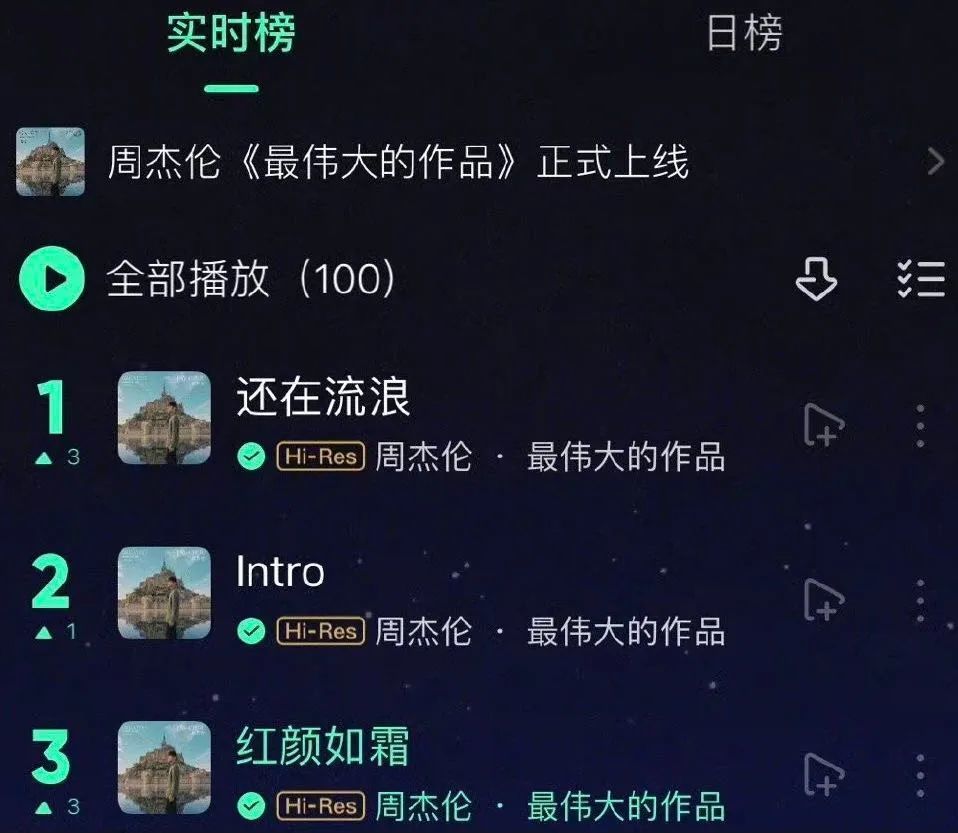 实时榜 日榜
周杰伦《最伟大的作品》正式上线
全部播放（100）
1 还在流浪
▲ 3 Hi-Res 周杰伦 · 最伟大的作品
2 Intro
▲ 1 Hi-Res 周杰伦 · 最伟大的作品
3 红颜如霜
▲ 3 Hi-Res 周杰伦 · 最伟大的作品